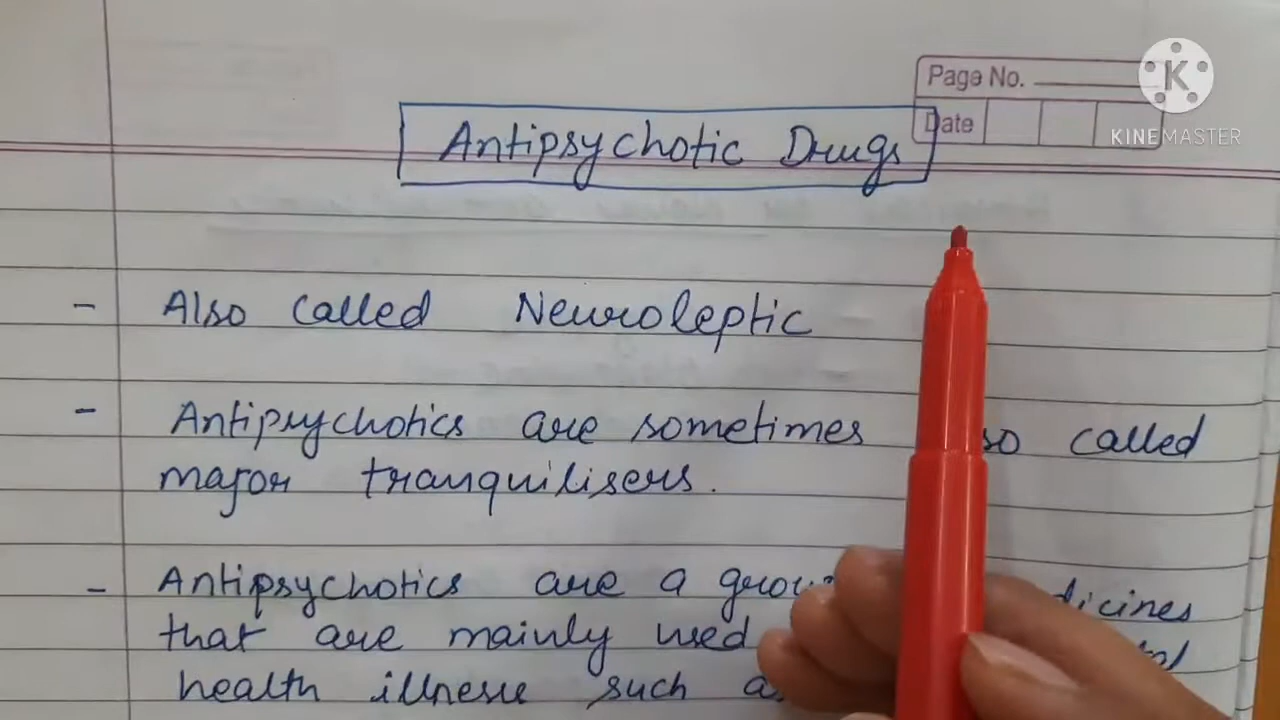 Page No.
Date
KINEMASTER
Antipsychotic Drugs
- Also called Neuroleptic
- Antipsychotics are sometimes so called
major tranquilisers.
- Antipsychotics are a grou dicines
that are mainly used
health illness such a